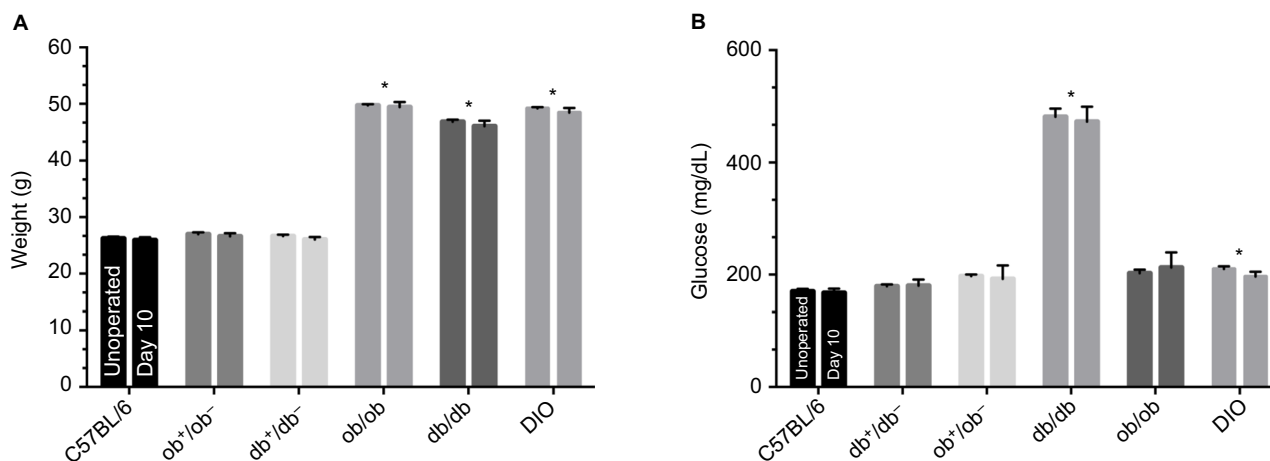 A
Weight (g)
60
50
40
30
20
10
0
Unoperated
Day 10
*
*
*
C57BL/6
ob⁺/ob⁻
db⁺/db⁻
ob/ob
db/db
DIO
B
Glucose (mg/dL)
600
400
200
0
Unoperated
Day 10
*
*
C57BL/6
db⁺/db⁻
ob⁺/ob⁻
db/db
ob/ob
DIO